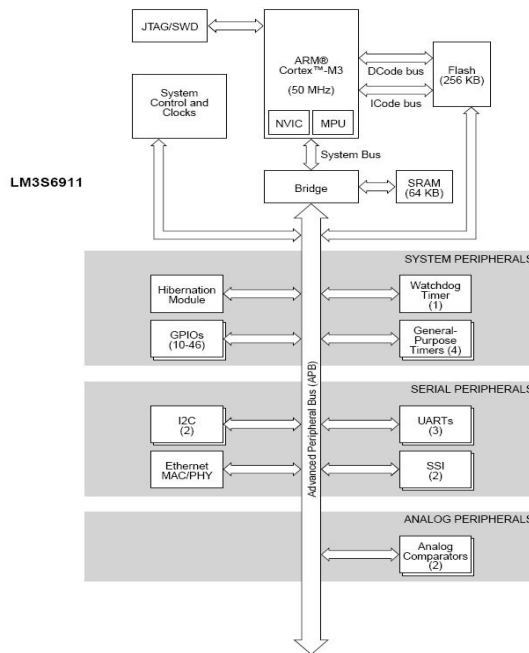 JTAG/SWD
ARM®
Cortex™-M3
(50 MHz)
NVIC
MPU
DCode bus
ICode bus
Flash
(256 KB)
System
Control and
Clocks
System Bus
LM3S6911
Bridge
SRAM
(64 KB)
SYSTEM PERIPHERALS
Hibernation
Module
Watchdog
Timer
(1)
GPIOs
(10-46)
General-
Purpose
Timers (4)
Advanced Peripheral Bus (APB)
SERIAL PERIPHERALS
I2C
(2)
UARTs
(3)
Ethernet
MAC/PHY
SSI
(2)
ANALOG PERIPHERALS
Analog
Comparators
(2)